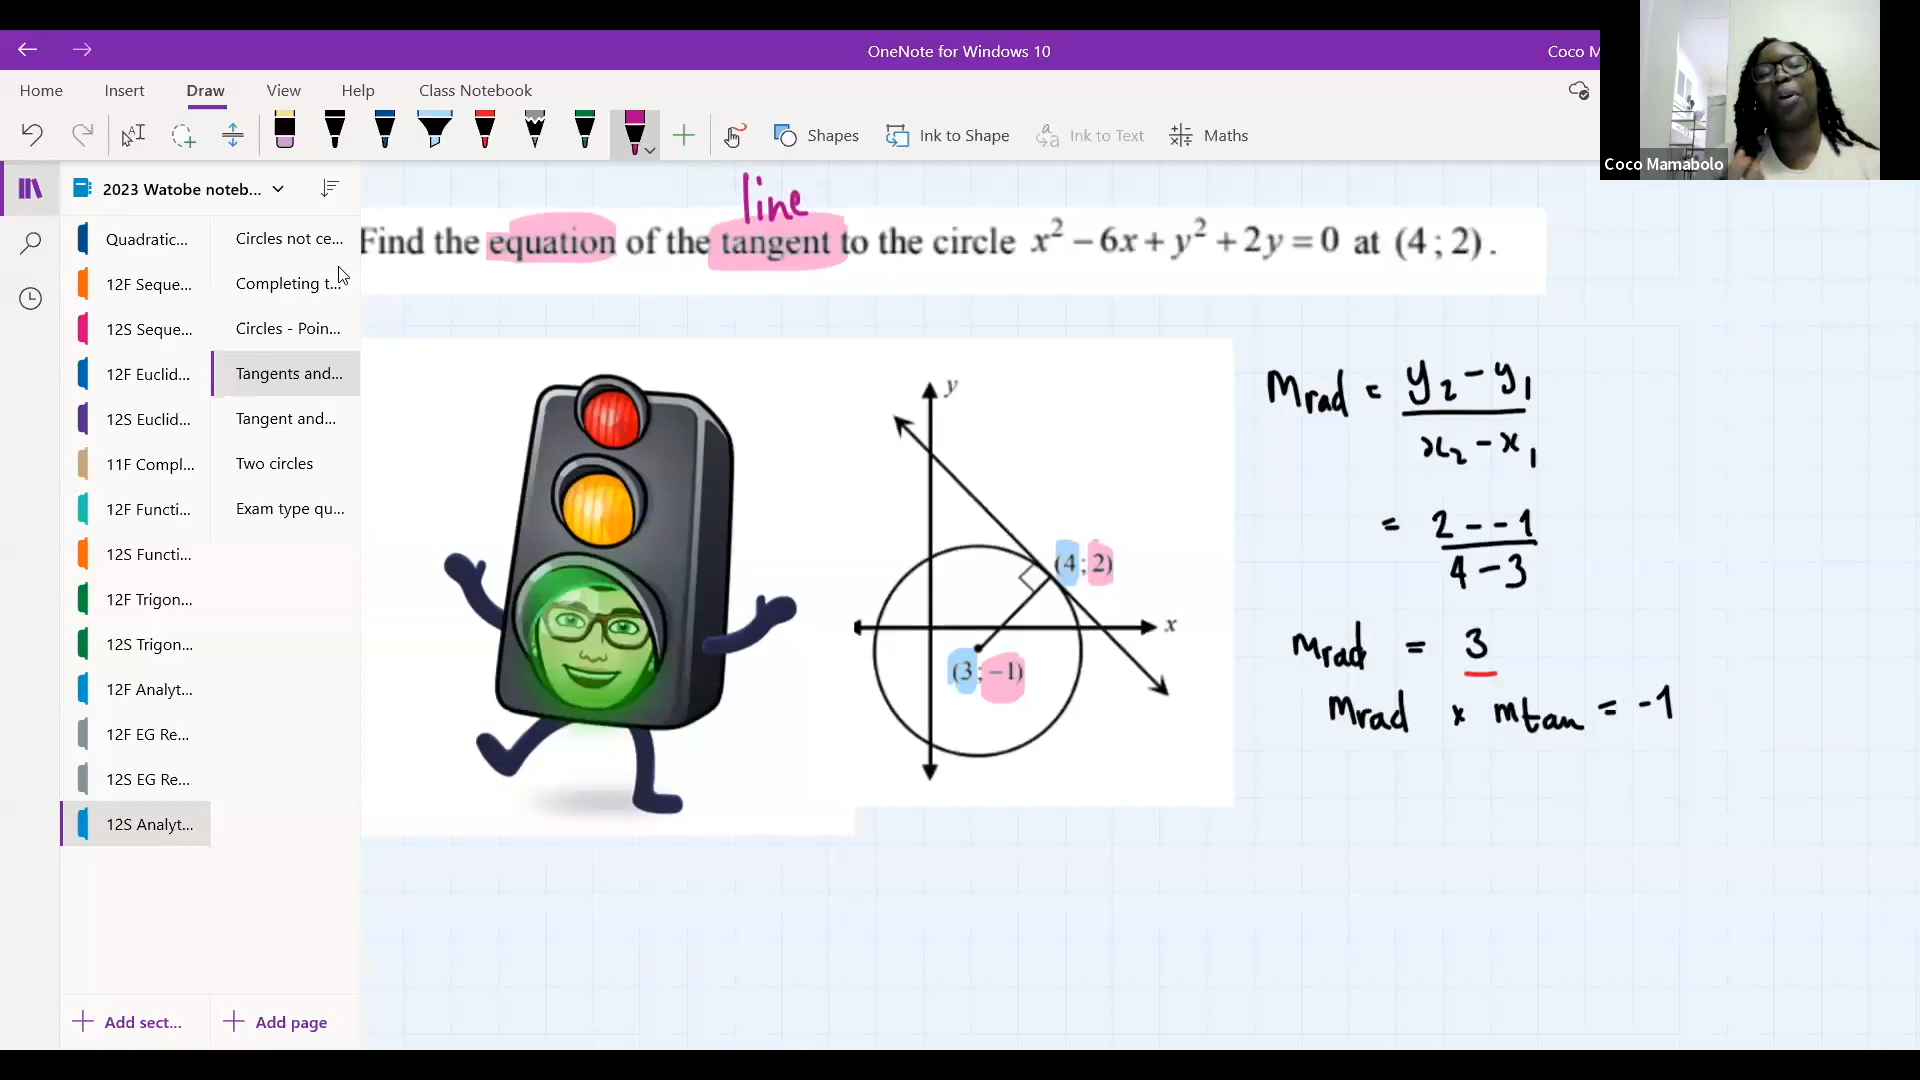 OneNote for Windows 10
Coco M
Home Insert Draw View Help Class Notebook
Shapes Ink to Shape Ink to Text Maths
Coco Mamabolo
2023 Watobe noteb...
Quadratic...
12F Seque...
12S Seque...
12F Euclid...
12S Euclid...
11F Compl...
12F Functi...
12S Functi...
12F Trigon...
12S Trigon...
12F Analyt...
12F EG Re...
12S EG Re...
12S Analyt...
Circles not ce...
Completing t...
Circles - Poin...
Tangents and...
Tangent and...
Two circles
Exam type qu...
Add sect...
Add page
line
Find the equation of the tangent to the circle x² − 6x + y² + 2y = 0 at (4 ; 2) .
y
(4 ; 2)
x
(3 ; −1)
Mrad = y₂ - y₁
x₂ - x₁
= 2 - -1
4 - 3
Mrad = 3
Mrad × mtan = -1